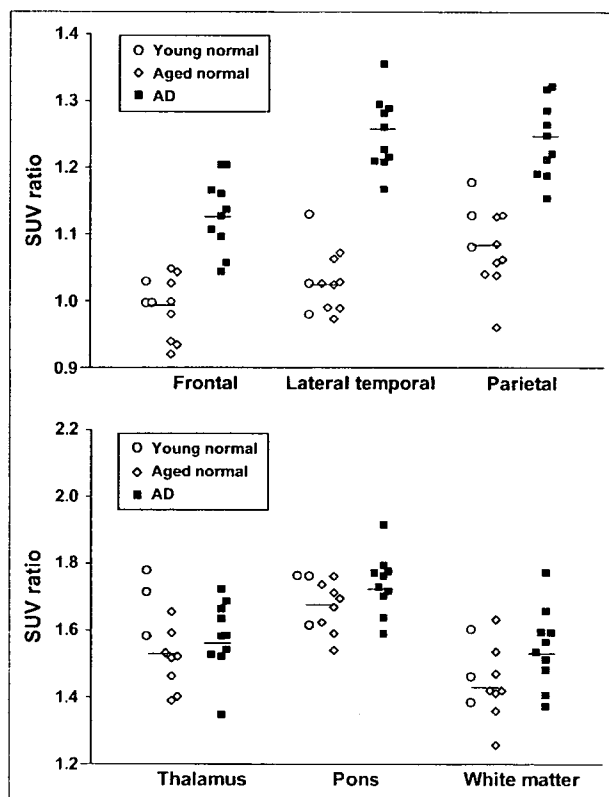 1.4
1.3
1.2
1.1
1.0
0.9
SUV ratio
Young normal
Aged normal
AD
Frontal Lateral temporal Parietal
2.2
2.0
1.8
1.6
1.4
1.2
SUV ratio
Young normal
Aged normal
AD
Thalamus Pons White matter